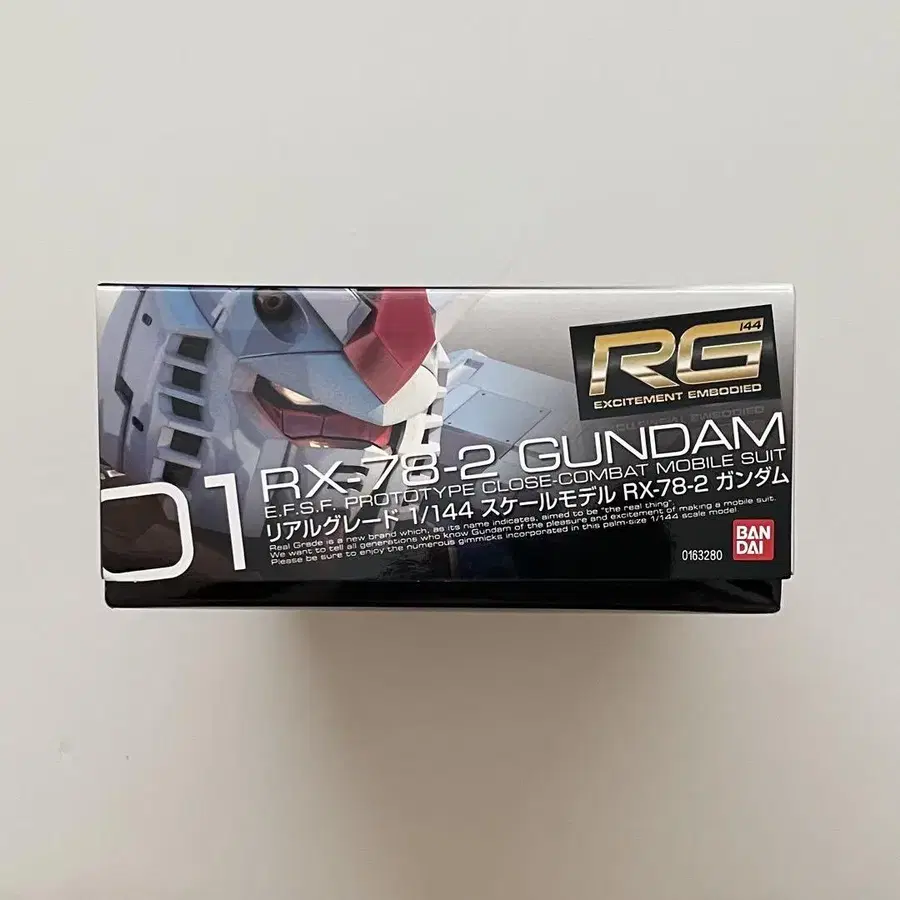 144
RG
EXCITEMENT EMBODIED
01
RX-78-2 GUNDAM
E.F.S.F. PROTOTYPE CLOSE-COMBAT MOBILE SUIT
リアルグレード 1/144 スケールモデル RX-78-2 ガンダム
Real Grade is a new brand which, as its name indicates, aimed to be "the real thing".
We want to tell all generations who know Gundam of the pleasure and excitement of making a mobile suit.
Please be sure to enjoy the numerous gimmicks incorporated in this palm-size 1/144 scale model.
0163280
BAN
DAI